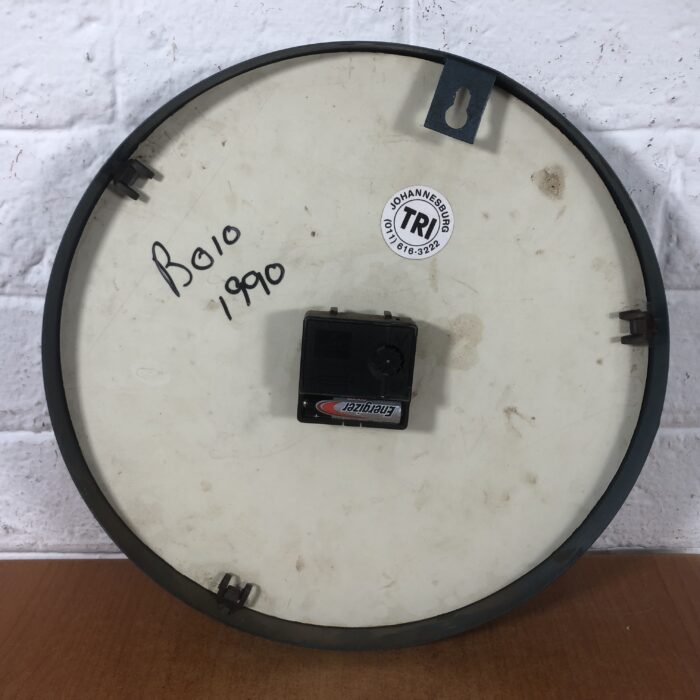 JOHANNESBURG
TRI
(011) 616-3222
B010
1990
Energizer